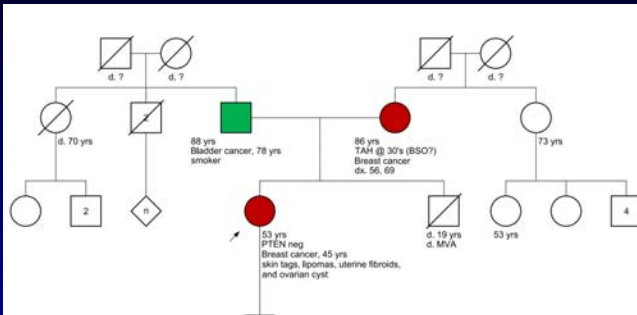 d. ?
d. ?
d. ?
d. ?
2
d. 70 yrs
88 yrs
Bladder cancer, 78 yrs
smoker
86 yrs
TAH @ 30's (BSO?)
Breast cancer
dx. 56, 69
73 yrs
2
n
53 yrs
PTEN neg
Breast cancer, 45 yrs
skin tags, lipomas, uterine fibroids,
and ovarian cyst
d. 19 yrs
d. MVA
53 yrs
4